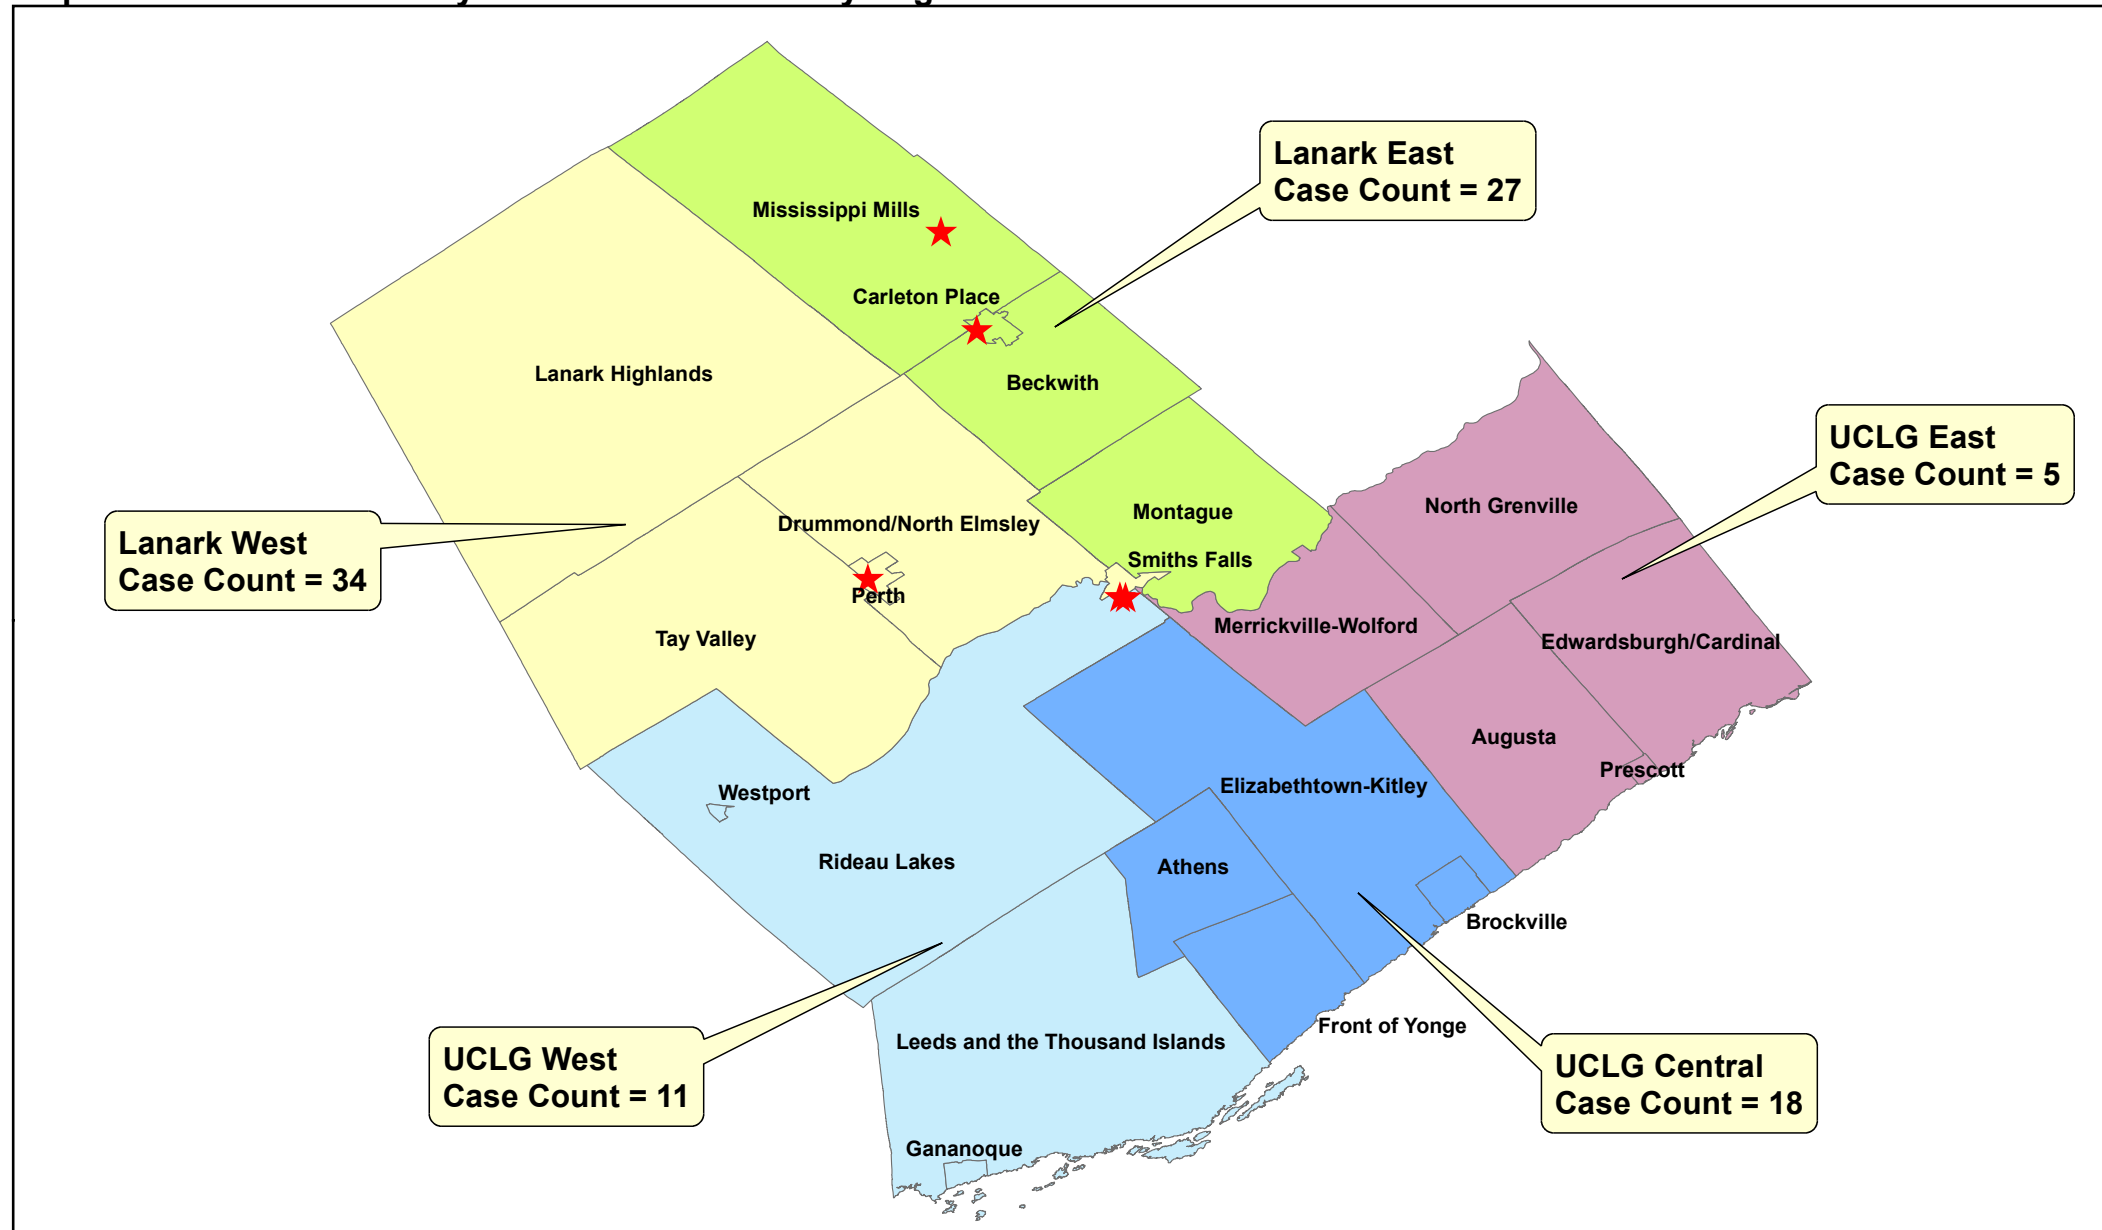 Lanark East
Case Count = 27
Mississippi Mills
Carleton Place
Lanark Highlands
Beckwith
UCLG East
Case Count = 5
North Grenville
Montague
Drummond/North Elmsley
Lanark West
Case Count = 34
Smiths Falls
Perth
Merrickville-Wolford
Tay Valley
Edwardsburgh/Cardinal
Augusta
Prescott
Elizabethtown-Kitley
Westport
Rideau Lakes
Athens
Brockville
Front of Yonge
Leeds and the Thousand Islands
UCLG West
Case Count = 11
UCLG Central
Case Count = 18
Gananoque